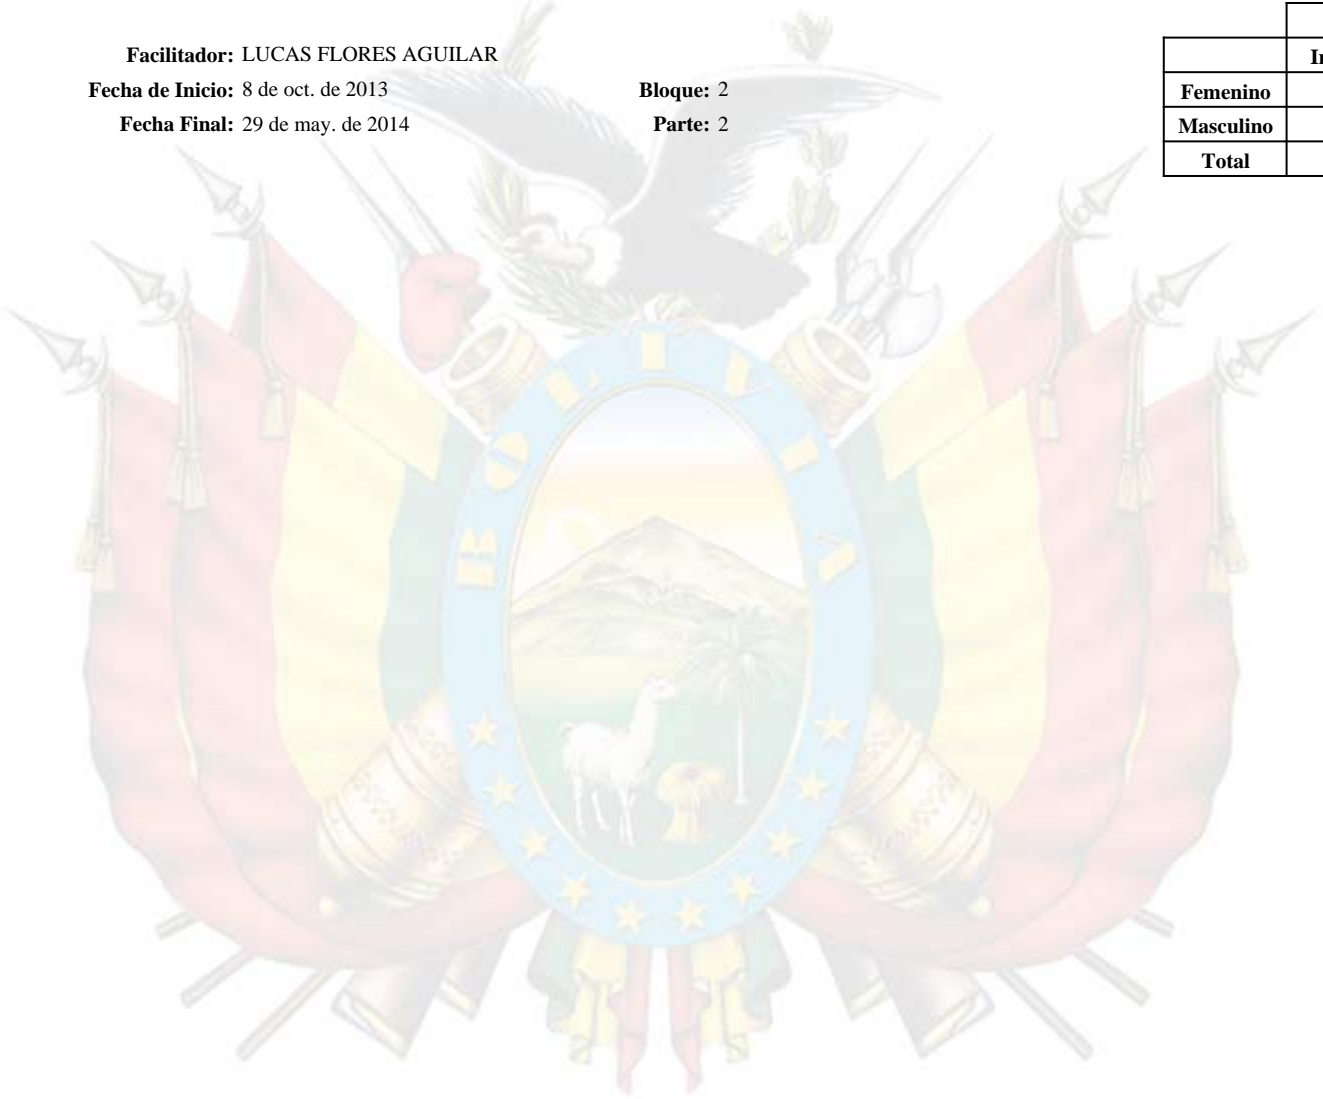 Facilitador: LUCAS FLORES AGUILAR
Fecha de Inicio: 8 de oct. de 2013 Bloque: 2
Fecha Final: 29 de may. de 2014 Parte: 2
Femenino
Masculino
Total
BOLIVIA